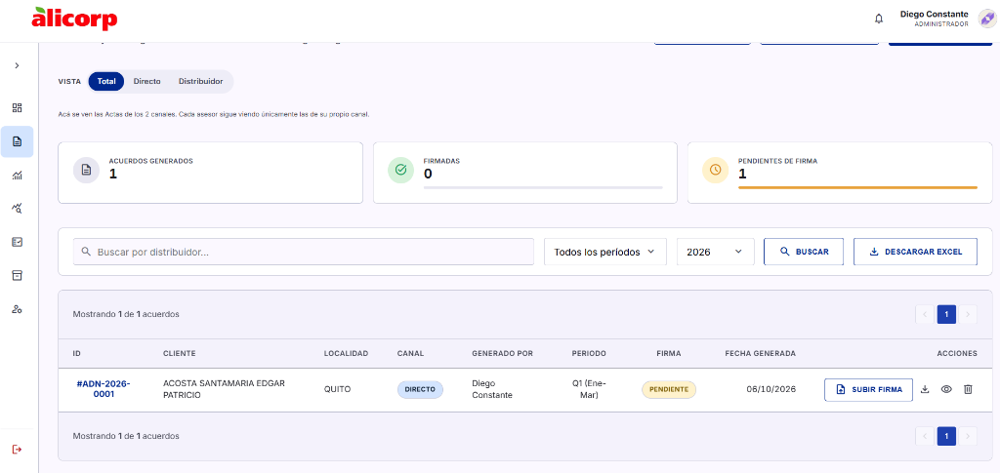 alicorp
Diego Constante
ADMINISTRADOR
VISTA Total Directo Distribuidor
Acá se ven las Actas de los 2 canales. Cada asesor sigue viendo únicamente las de su propio canal.
ACUERDOS GENERADOS
1
FIRMADAS
0
PENDIENTES DE FIRMA
1
Buscar por distribuidor...
Todos los períodos
2026
BUSCAR
DESCARGAR EXCEL
Mostrando 1 de 1 acuerdos
1
ID CLIENTE LOCALIDAD CANAL GENERADO POR PERIODO FIRMA FECHA GENERADA ACCIONES
#ADN-2026-
0001
ACOSTA SANTAMARIA EDGAR
PATRICIO
QUITO
DIRECTO
Diego
Constante
Q1 (Ene-
Mar)
PENDIENTE
06/10/2026
SUBIR FIRMA
Mostrando 1 de 1 acuerdos
1